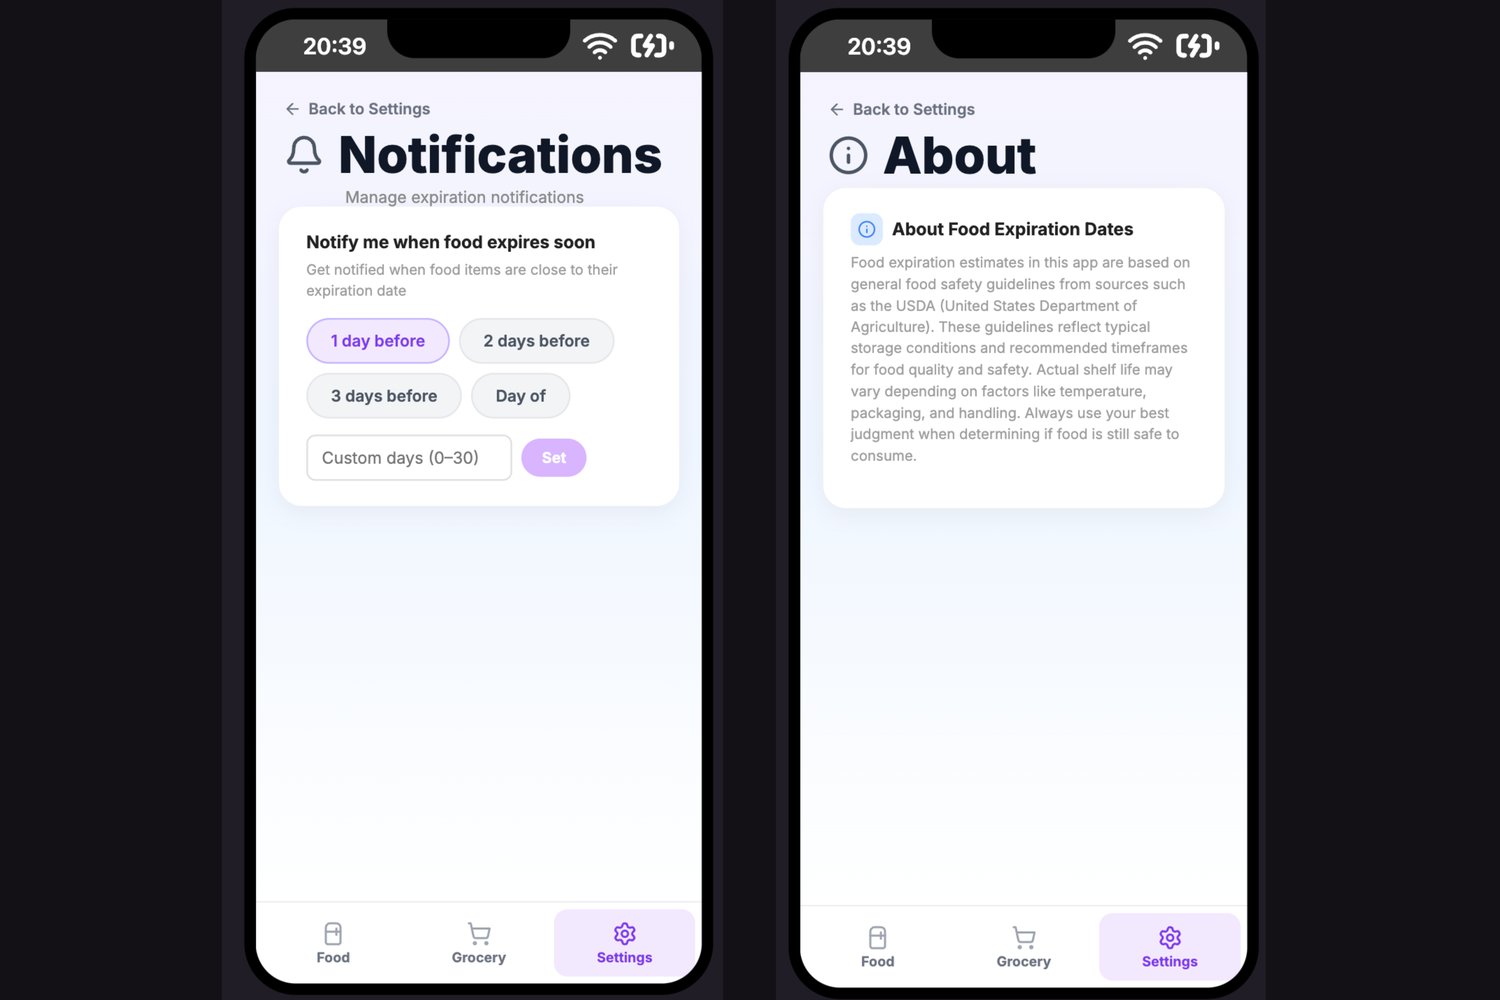 20:39
Back to Settings
Notifications
Manage expiration notifications
Notify me when food expires soon
Get notified when food items are close to their
expiration date
1 day before
2 days before
3 days before
Day of
Custom days (0–30)
Set
Food
Grocery
Settings
20:39
Back to Settings
About
About Food Expiration Dates
Food expiration estimates in this app are based on
general food safety guidelines from sources such
as the USDA (United States Department of
Agriculture). These guidelines reflect typical
storage conditions and recommended timeframes
for food quality and safety. Actual shelf life may
vary depending on factors like temperature,
packaging, and handling. Always use your best
judgment when determining if food is still safe to
consume.
Food
Grocery
Settings